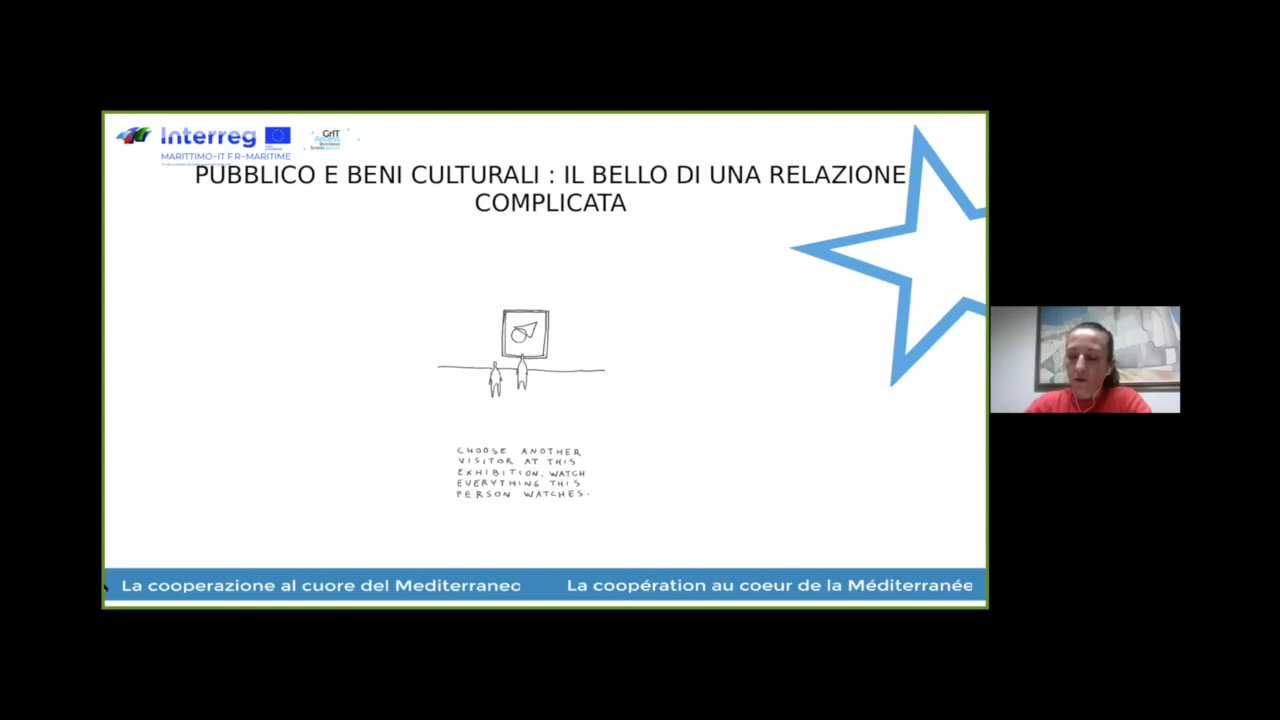 Interreg
MARITTIMO-IT FR-MARITIME
GrIT
Access
PUBBLICO E BENI CULTURALI : IL BELLO DI UNA RELAZIONE
COMPLICATA
CHOOSE ANOTHER
VISITOR AT THIS
EXHIBITION. WATCH
EVERYTHING THIS
PERSON WATCHES.
La cooperazione al cuore del Mediterraneo
La coopération au coeur de la Méditerranée